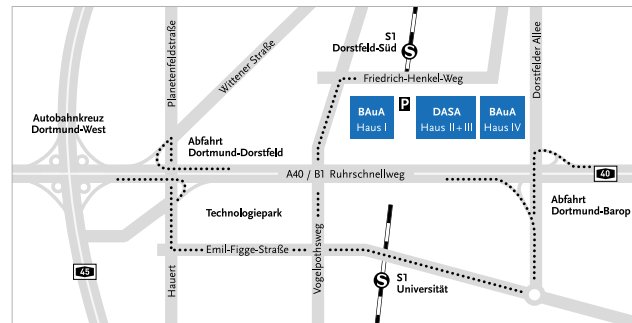 S1
Dorstfeld-Süd
S
Planetenfeldstraße
Wittener Straße
Dorstfelder Allee
Friedrich-Henkel-Weg
P
BAuA
Haus I
DASA
Haus II + III
BAuA
Haus IV
Autobahnkreuz
Dortmund-West
Abfahrt
Dortmund-Dorstfeld
A40 / B1 Ruhrschnellweg
40
Abfahrt
Dortmund-Barop
Technologiepark
Vogelpothsweg
Emil-Figge-Straße
Hauert
45
S
S1
Universität